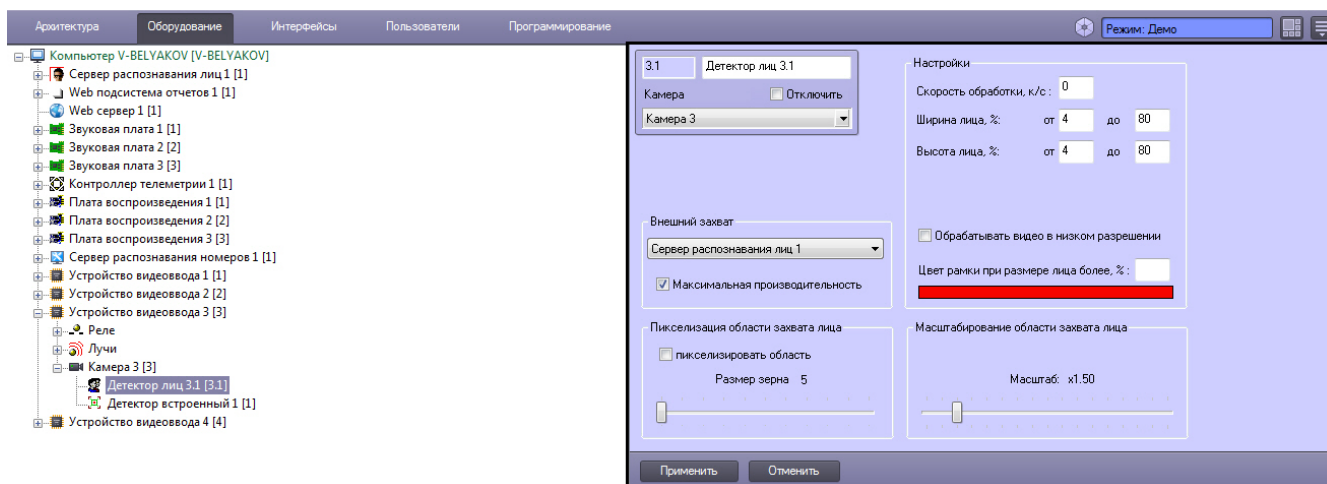 Архитектура Оборудование Интерфейсы Пользователи Программирование Режим: Демо
Компьютер V-BELYAKOV [V-BELYAKOV]
Сервер распознавания лиц 1 [1]
Web подсистема отчетов 1 [1]
Web сервер 1 [1]
Звуковая плата 1 [1]
Звуковая плата 2 [2]
Звуковая плата 3 [3]
Контроллер телеметрии 1 [1]
Плата воспроизведения 1 [1]
Плата воспроизведения 2 [2]
Плата воспроизведения 3 [3]
Сервер распознавания номеров 1 [1]
Устройство видеоввода 1 [1]
Устройство видеоввода 2 [2]
Устройство видеоввода 3 [3]
Реле
Лучи
Камера 3 [3]
Детектор лиц 3.1 [3.1]
Детектор встроенный 1 [1]
Устройство видеоввода 4 [4]
3.1 Детектор лиц 3.1
Камера Отключить
Камера 3
Настройки
Скорость обработки, к/с : 0
Ширина лица, %: от 4 до 80
Высота лица, %: от 4 до 80
Внешний захват
Сервер распознавания лиц 1
Максимальная производительность
Обрабатывать видео в низком разрешении
Цвет рамки при размере лица более, % :
Пикселизация области захвата лица
пикселизировать область
Размер зерна 5
Масштабирование области захвата лица
Масштаб: x1.50
Применить Отменить